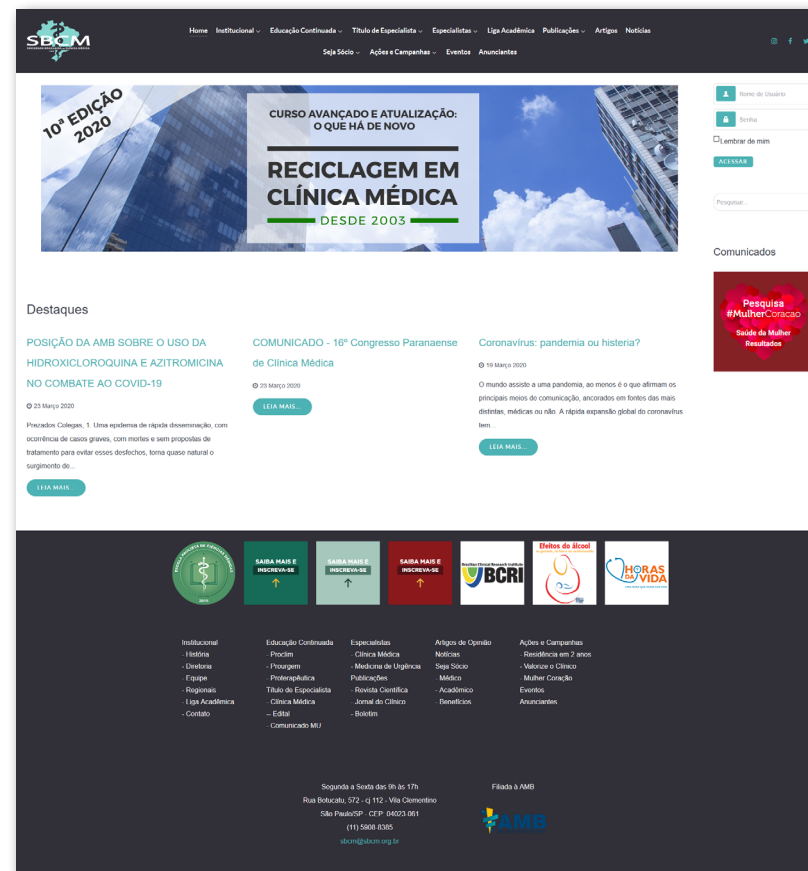 SBCM
Home Institucional Educação Continuada Título de Especialista Especialistas Liga Acadêmica Publicações Artigos Notícias
Seja Sócio Ações e Campanhas Eventos Anunciantes
10ª EDIÇÃO
2020
CURSO AVANÇADO E ATUALIZAÇÃO:
O QUE HÁ DE NOVO
RECICLAGEM EM
CLÍNICA MÉDICA
DESDE 2003
Nome de Usuário
Senha
Lembrar de mim
ACESSAR
Pesquisar...
Comunicados
Pesquisa
#MulherCoracao
Saúde da Mulher
Resultados
Destaques
POSIÇÃO DA AMB SOBRE O USO DA
HIDROXICLOROQUINA E AZITROMICINA
NO COMBATE AO COVID-19
23 Março 2020
Prezados Colegas, 1. Uma epidemia de rápida disseminação, com
ocorrência de casos graves, com mortes e sem propostas de
tratamento para evitar esses desfechos, torna quase natural o
surgimento de...
LEIA MAIS...
COMUNICADO - 16º Congresso Paranaense
de Clínica Médica
23 Março 2020
LEIA MAIS...
Coronavírus: pandemia ou histeria?
19 Março 2020
O mundo assiste a uma pandemia, ao menos é o que afirmam os
principais meios de comunicação, ancorados em fontes das mais
distintas, médicas ou não. A rápida expansão global do coronavírus
tem...
LEIA MAIS...
SAIBA MAIS E
INSCREVA-SE
SAIBA MAIS E
INSCREVA-SE
SAIBA MAIS E
INSCREVA-SE
Brazilian Clinical Research Institute
BCRI
Efeitos do álcool
HORAS
DA VIDA
Institucional
- História
- Diretoria
- Equipe
- Regionais
- Liga Acadêmica
- Contato
Educação Continuada
- Proclim
- Prourgem
- Proterapêutica
Título de Especialista
- Clínica Médica
-- Edital
- Comunicado MU
Especialistas
- Clínica Médica
- Medicina de Urgência
Publicações
- Revista Científica
- Jornal do Clínico
- Boletim
Artigos de Opinião
Notícias
Seja Sócio
- Médico
- Acadêmico
- Benefícios
Ações e Campanhas
- Residência em 2 anos
- Valorize o Clínico
- Mulher Coração
Eventos
Anunciantes
Segunda a Sexta das 9h às 17h
Rua Botucatu, 572 - cj 112 - Vila Clementino
São Paulo/SP - CEP: 04023-061
(11) 5908-8385
sbcm@sbcm.org.br
Filiada à AMB
AMB